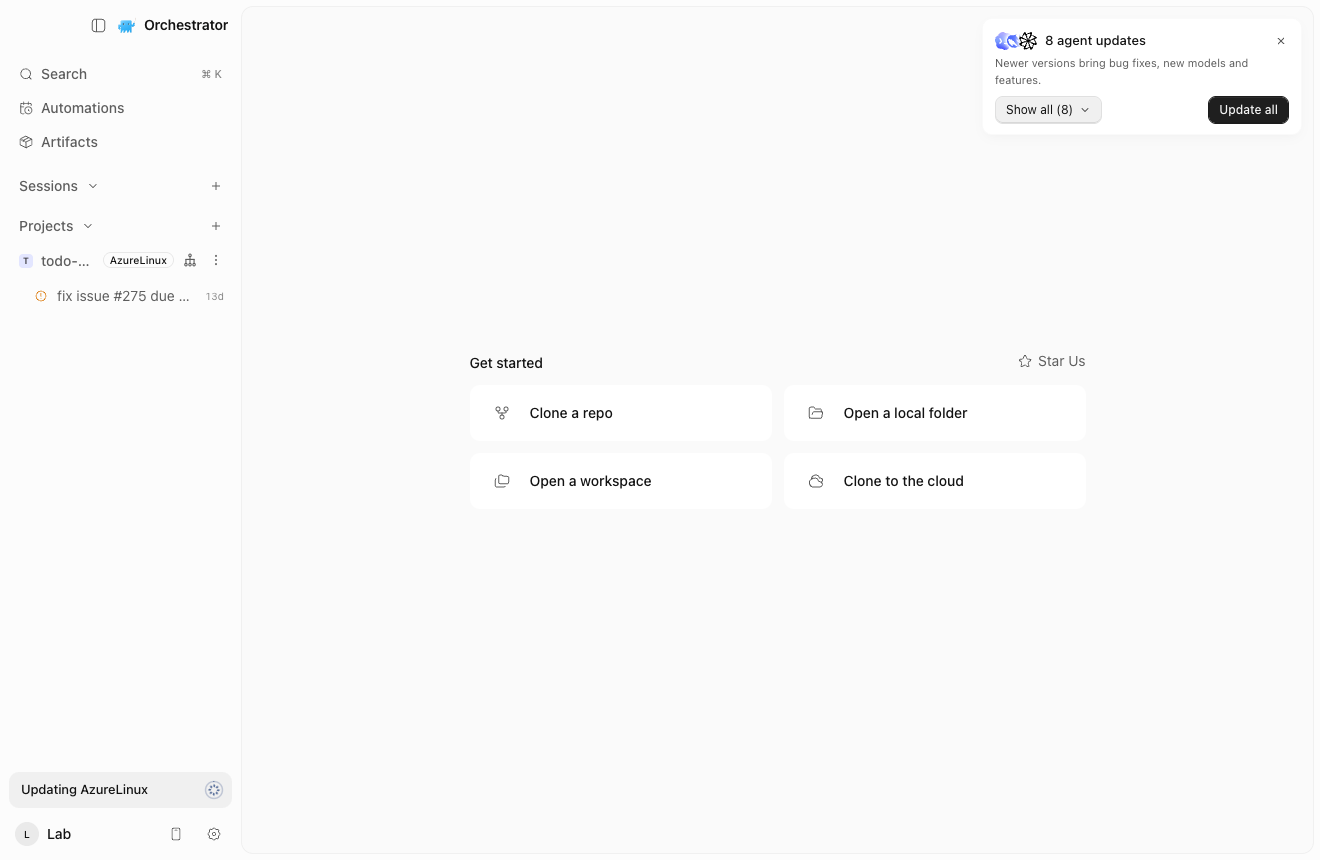 Orchestrator
Search
⌘ K
Automations
Artifacts
Sessions
Projects
T
todo-...
AzureLinux
fix issue #275 due ...
13d
Updating AzureLinux
L
Lab
8 agent updates
Newer versions bring bug fixes, new models and
features.
Show all (8)
Update all
Get started
Star Us
Clone a repo
Open a local folder
Open a workspace
Clone to the cloud